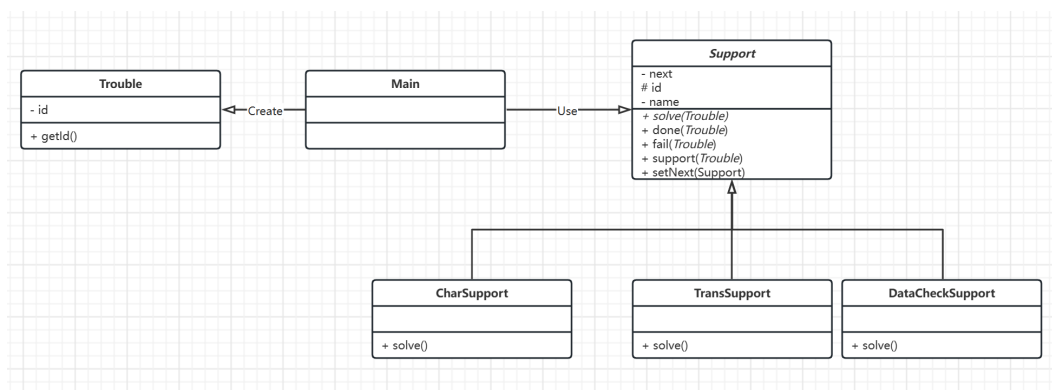 Trouble
- id
+ getId()
Create
Main
Use
Support
- next
# id
- name
+ solve(Trouble)
+ done(Trouble)
+ fail(Trouble)
+ support(Trouble)
+ setNext(Support)
CharSupport
+ solve()
TransSupport
+ solve()
DataCheckSupport
+ solve()